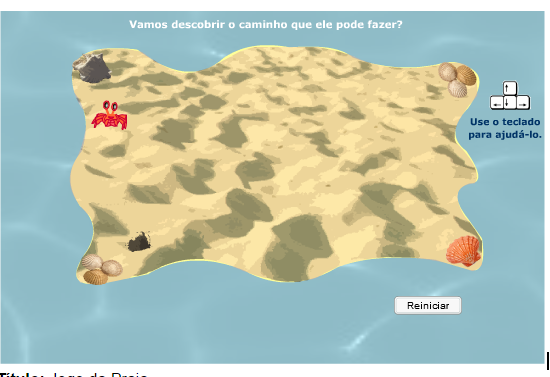 Vamos descobrir o caminho que ele pode fazer?
Use o teclado
para ajudá-lo.
Reiniciar